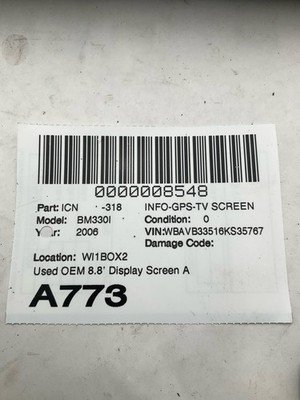 0000008548
Part: ICN -318 INFO-GPS-TV SCREEN
Model: BM330I Condition: 0
Year: 2006 VIN:WBAVB33516KS35767
Damage Code:
Location: WI1BOX2
Used OEM 8.8' Display Screen A
A773